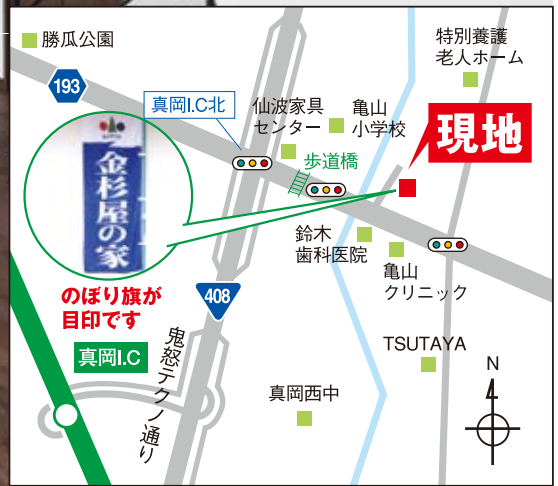 勝瓜公園
193
真岡I.C北
仙波家具
センター
亀山
小学校
特別養護
老人ホーム
現地
歩道橋
金杉屋の家
鈴木
歯科医院
亀山
クリニック
のぼり旗が
目印です
408
真岡I.C
鬼怒テクノ通り
TSUTAYA
真岡西中
N